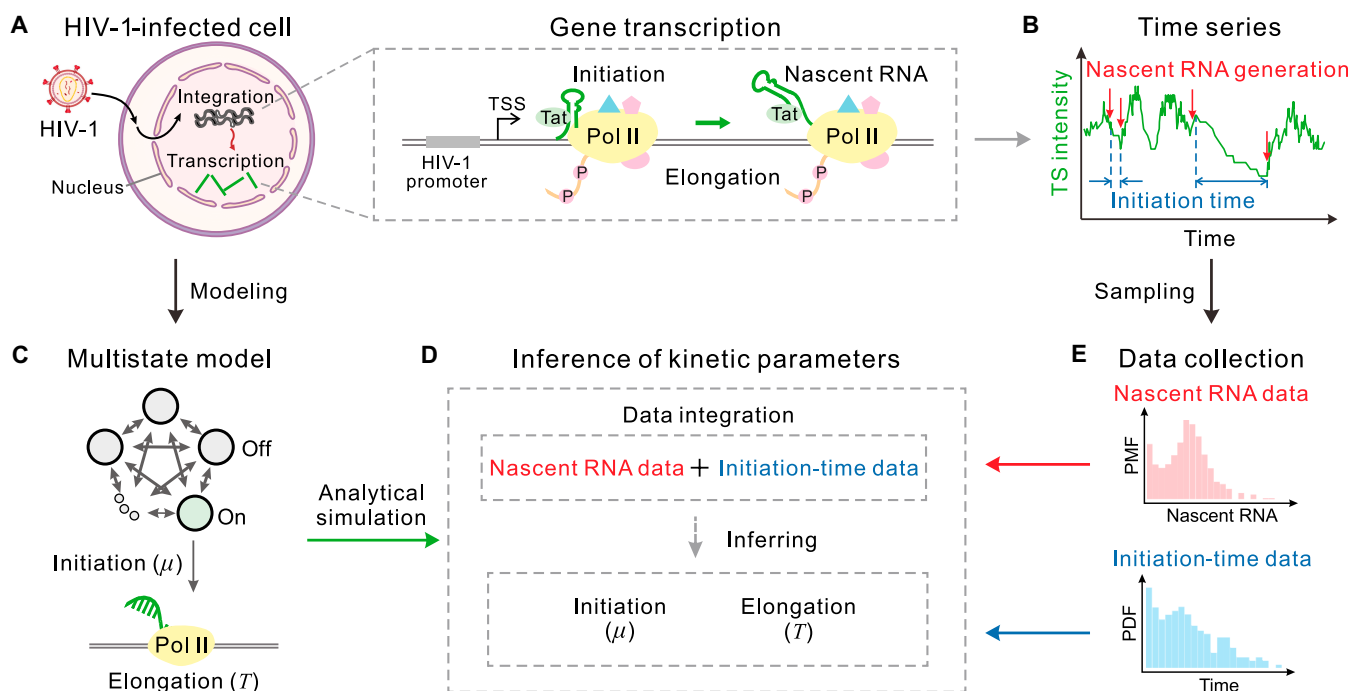 A
HIV-1-infected cell
HIV-1
Integration
Transcription
Nucleus
Gene transcription
TSS
HIV-1
promoter
Initiation
Tat
Pol II
P
P
Elongation
Nascent RNA
Tat
Pol II
P
P
B
Time series
Nascent RNA generation
TS intensity
Initiation time
Time
Modeling
Sampling
C
Multistate model
Off
On
Initiation (μ)
Pol II
Elongation (T)
Analytical
simulation
D
Inference of kinetic parameters
Data integration
Nascent RNA data + Initiation-time data
Inferring
Initiation
(μ)
Elongation
(T)
E
Data collection
Nascent RNA data
PMF
Nascent RNA
Initiation-time data
PDF
Time